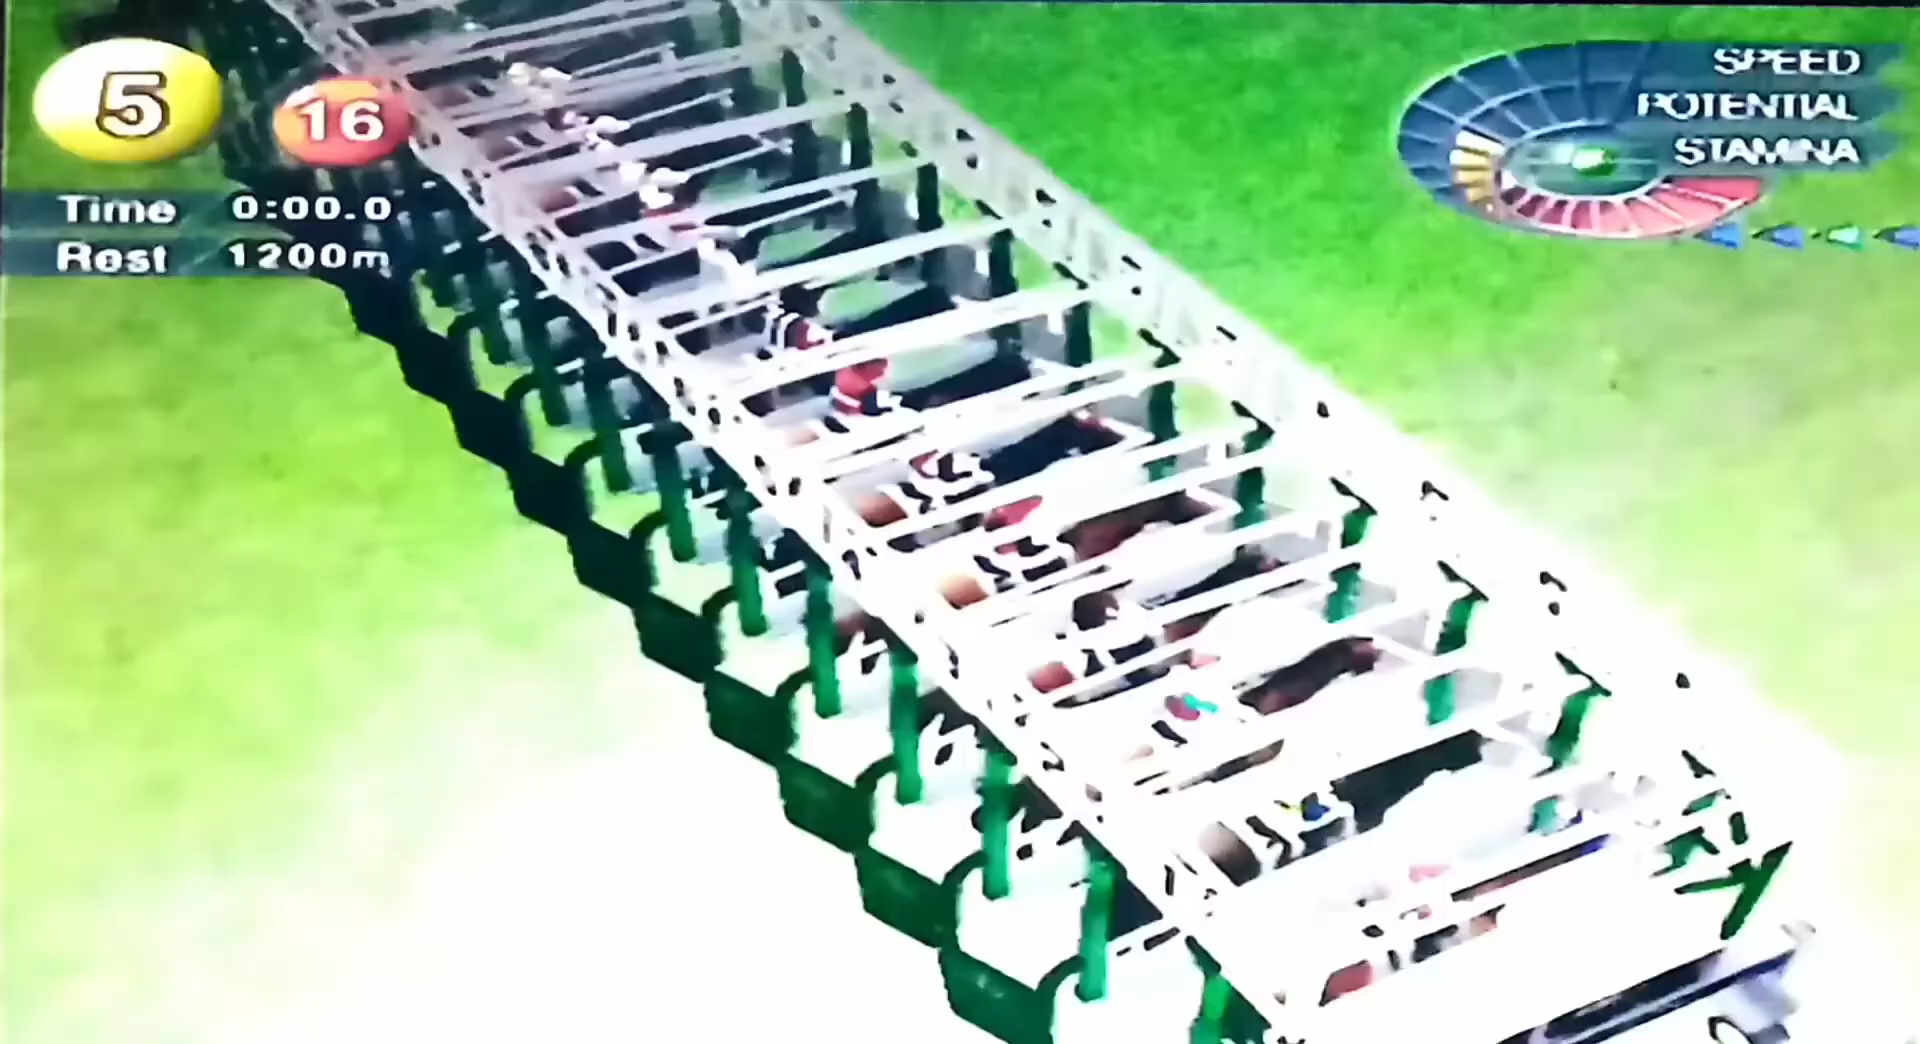 5
16
Time 0:00.0
Rest 1200m
SPEED
POTENTIAL
STAMINA